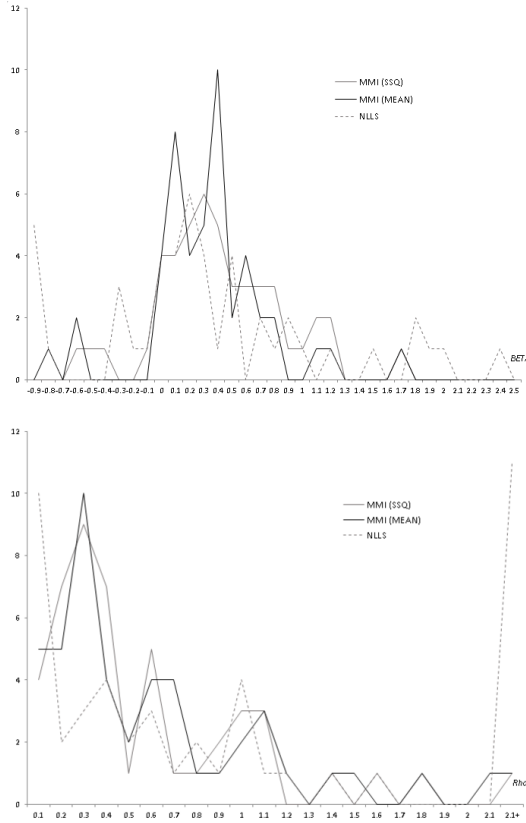 12
10
8
6
4
2
0
MMI (SSQ)
MMI (MEAN)
NLLS
BETA
-0.9 -0.8 -0.7 -0.6 -0.5 -0.4 -0.3 -0.2 -0.1 0 0.1 0.2 0.3 0.4 0.5 0.6 0.7 0.8 0.9 1 1.1 1.2 1.3 1.4 1.5 1.6 1.7 1.8 1.9 2 2.1 2.2 2.3 2.4 2.5
12
10
8
6
4
2
0
MMI (SSQ)
MMI (MEAN)
NLLS
Rho
0.1 0.2 0.3 0.4 0.5 0.6 0.7 0.8 0.9 1 1.1 1.2 1.3 1.4 1.5 1.6 1.7 1.8 1.9 2 2.1 2.1+